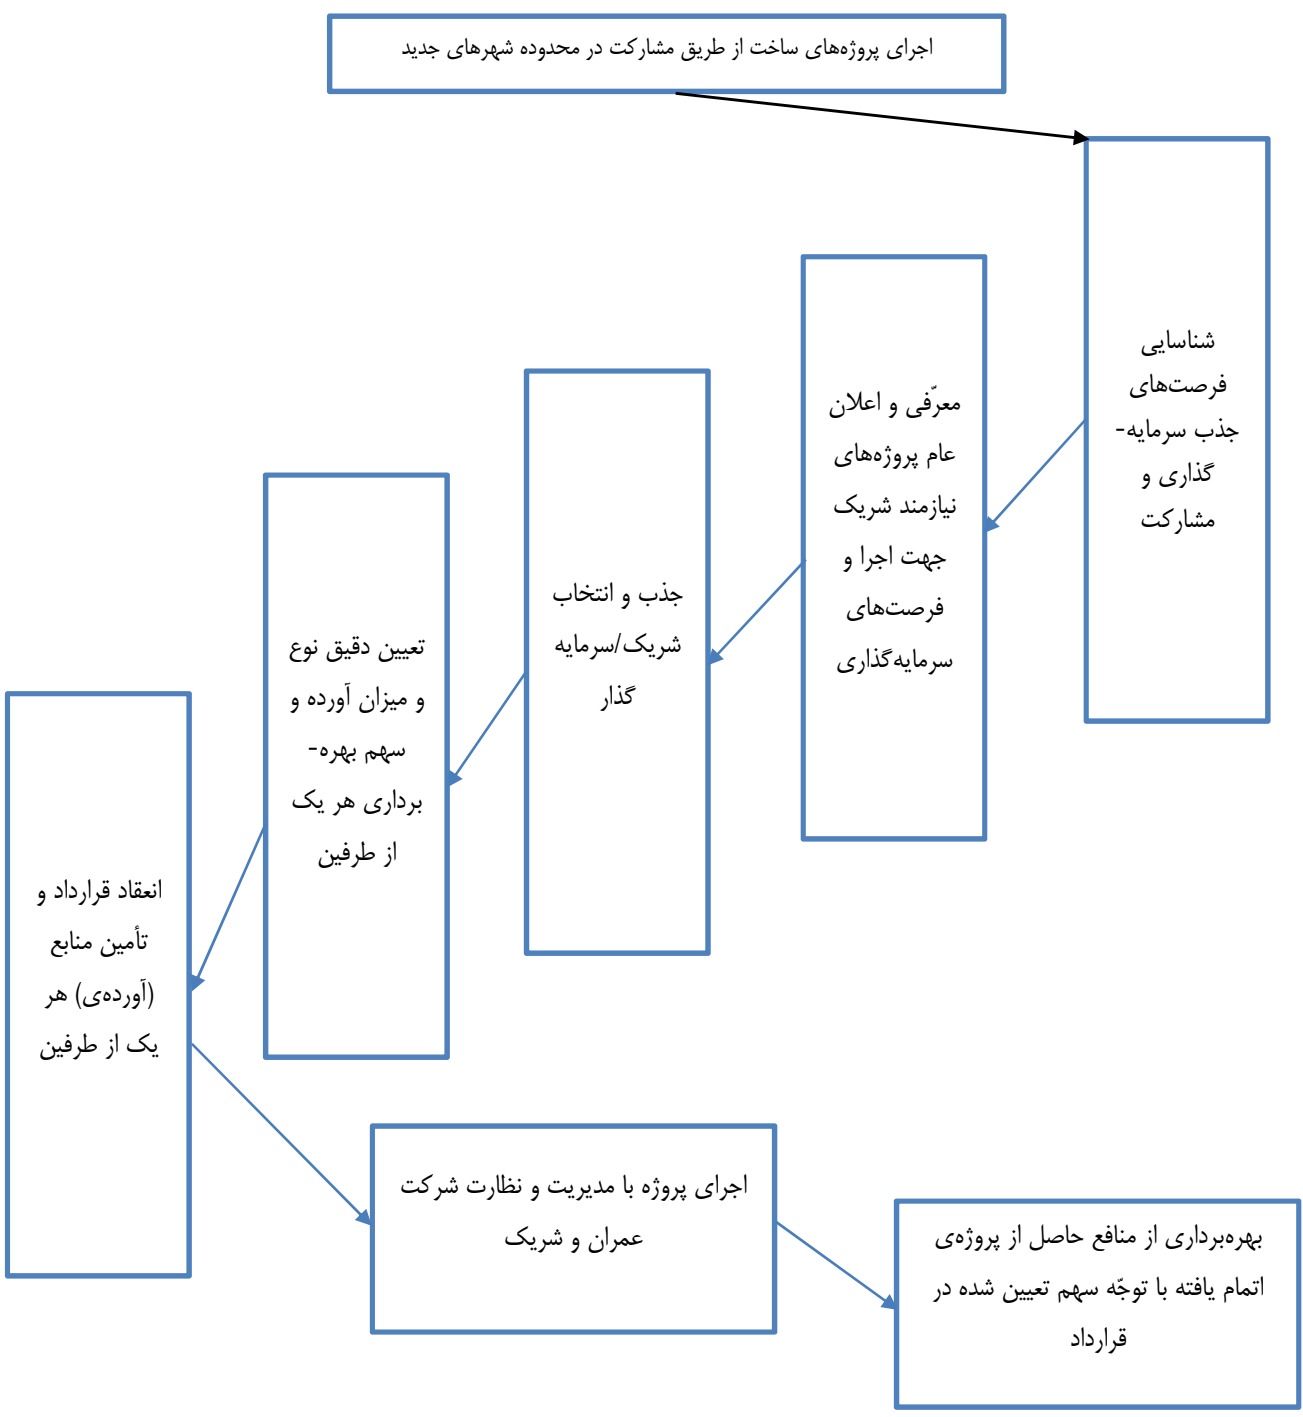 اجرای پروژه‌های ساخت از طریق مشارکت در محدوده شهرهای جدید
شناسایی
فرصت‌های
جذب سرمایه-
گذاری و
مشارکت
معرّفی و اعلان
عام پروژه‌های
نیازمند شریک
جهت اجرا و
فرصت‌های
سرمایه‌گذاری
جذب و انتخاب
شریک/سرمایه
گذار
تعیین دقیق نوع
و میزان آورده و
سهم بهره-
برداری هر یک
از طرفین
انعقاد قرارداد و
تأمین منابع
(آورده‌ی) هر
یک از طرفین
اجرای پروژه با مدیریت و نظارت شرکت
عمران و شریک
بهره‌برداری از منافع حاصل از پروژه‌ی
اتمام یافته با توجّه سهم تعیین شده در
قرارداد